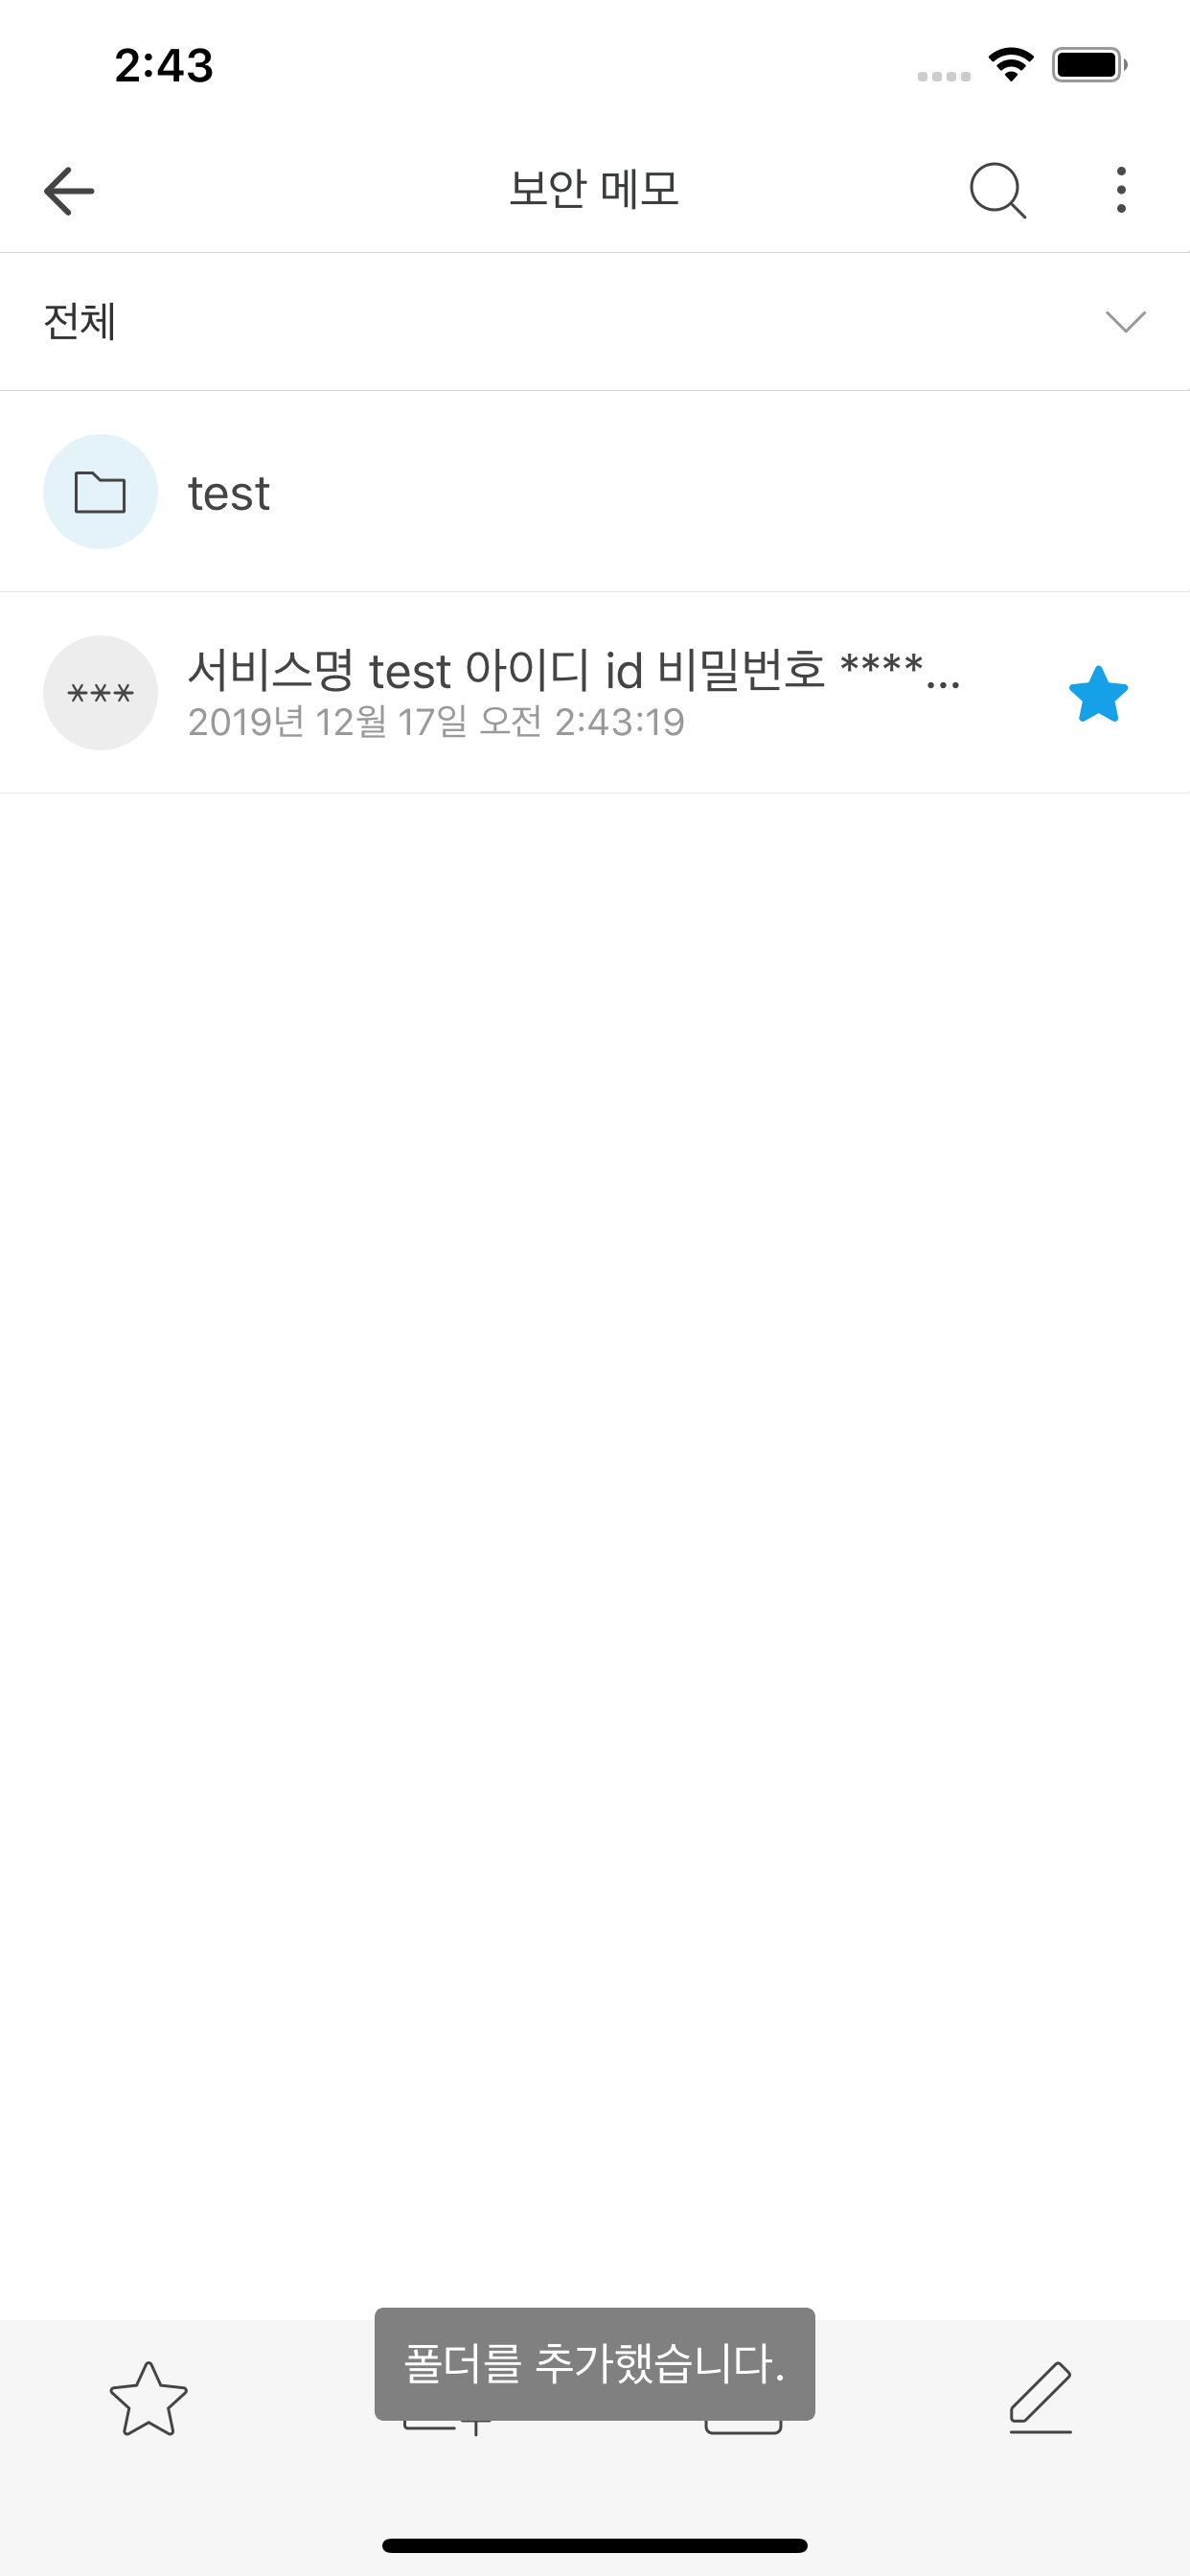 2:43
보안 메모
전체
test
서비스명 test 아이디 id 비밀번호 ****...
2019년 12월 17일 오전 2:43:19
폴더를 추가했습니다.